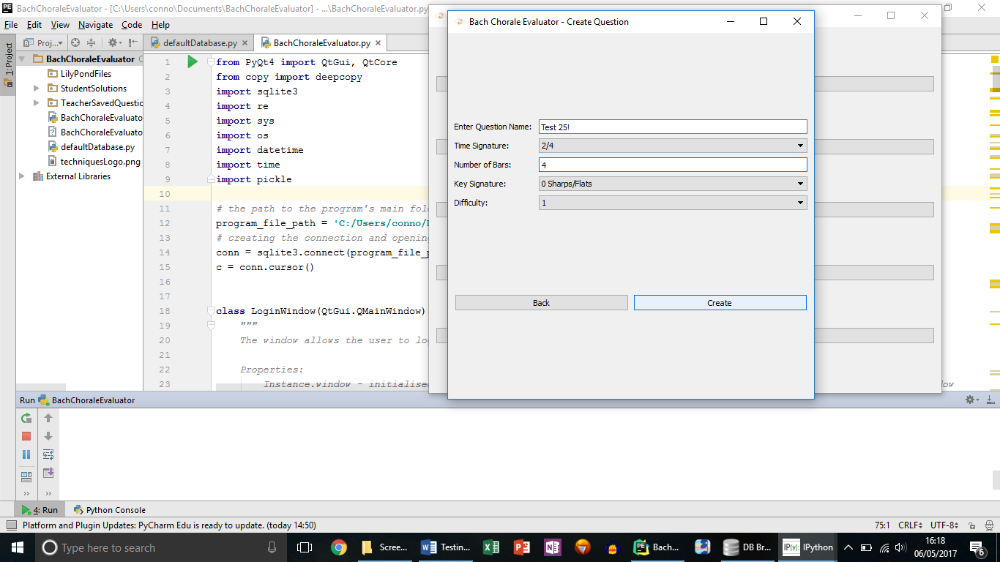 BachChoraleEvaluator - [C:\Users\conno\Documents\BachChoraleEvaluator] - ...\BachChoraleEvaluator.py
File Edit View Navigate Code Help
Proj...
defaultDatabase.py
BachChoraleEvaluator.py
1: Project
BachChoraleEvaluator
LilyPondFiles
StudentSolutions
TeacherSavedQuestio
BachChoraleEvaluato
BachChoraleEvaluato
defaultDatabase.py
techniquesLogo.png
External Libraries
1 from PyQt4 import QtGui, QtCore
2 from copy import deepcopy
3 import sqlite3
4 import re
5 import sys
6 import os
7 import datetime
8 import time
9 import pickle
10
11 # the path to the program's main fol
12 program_file_path = 'C:/Users/conno/
13 # creating the connection and opening
14 conn = sqlite3.connect(program_file_p
15 c = conn.cursor()
16
17
18 class LoginWindow(QtGui.QMainWindow)
19 """
20 The window allows the user to lo
21
22 Properties:
23 Instance.window - initialised
Bach Chorale Evaluator - Create Question
Enter Question Name: Test 25!
Time Signature: 2/4
Number of Bars: 4
Key Signature: 0 Sharps/Flats
Difficulty: 1
Back Create
Run BachChoraleEvaluator
4: Run Python Console
Platform and Plugin Updates: PyCharm Edu is ready to update. (today 14:50)
75:1 CRLF UTF-8
Type here to search
Scree...
Testin...
Bach...
DB Br...
IP[y]: IPython
16:18
06/05/2017
6